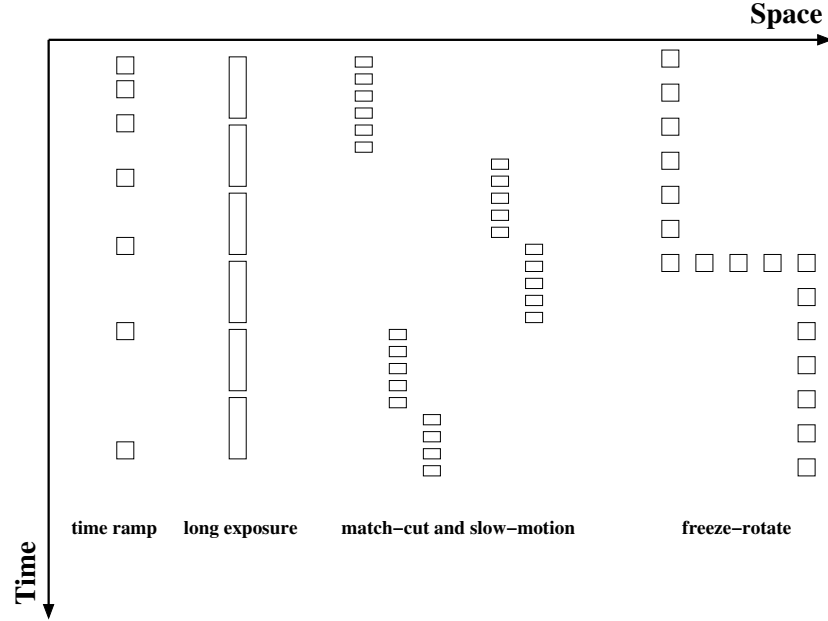 Space
time ramp
long exposure
match−cut and slow−motion
freeze−rotate
Time